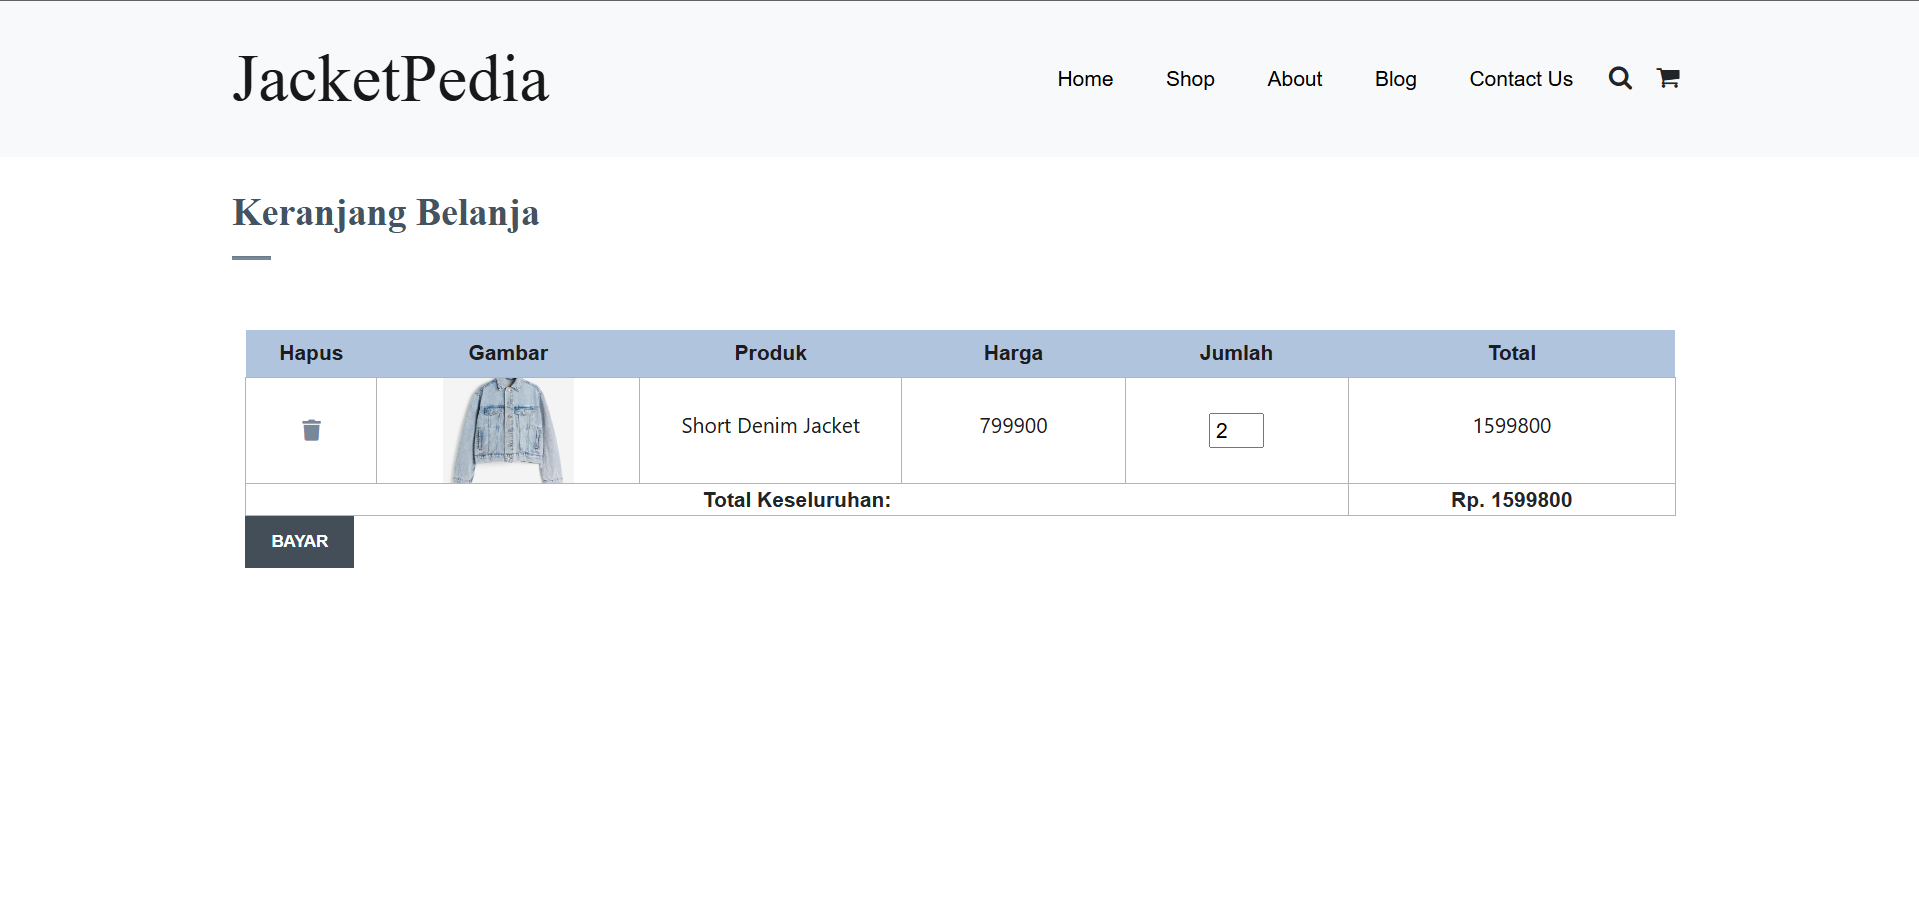 JacketPedia
Home Shop About Blog Contact Us
Keranjang Belanja
Hapus Gambar Produk Harga Jumlah Total
Short Denim Jacket 799900 2 1599800
Total Keseluruhan: Rp. 1599800
BAYAR